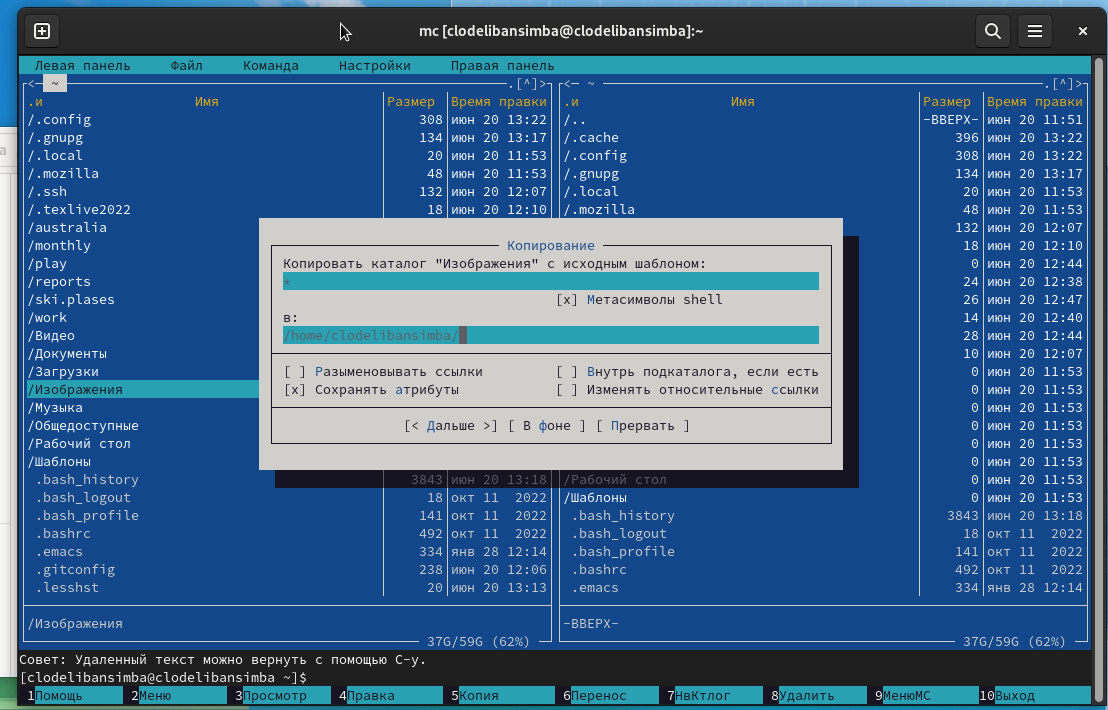 mc [clodelibansimba@clodelibansimba]:~
Левая панель Файл Команда Настройки Правая панель
<— ~ .[^]> <— ~ .[^]>
.и Имя Размер Время правки .и Имя Размер Время правки
/.config 308 июн 20 13:22 /.. -ВВЕРХ- июн 20 11:51
/.gnupg 134 июн 20 13:17 /.cache 396 июн 20 13:22
/.local 20 июн 20 11:53 /.config 308 июн 20 13:22
/.mozilla 48 июн 20 11:53 /.gnupg 134 июн 20 13:17
/.ssh 132 июн 20 12:07 /.local 20 июн 20 11:53
/.texlive2022 18 июн 20 12:10 /.mozilla 48 июн 20 11:53
/australia 132 июн 20 12:07
/monthly 18 июн 20 12:10
/play 0 июн 20 12:44
/reports 24 июн 20 12:38
/ski.plases 26 июн 20 12:47
/work 14 июн 20 12:40
/Видео 28 июн 20 12:44
/Документы 10 июн 20 12:07
/Загрузки 0 июн 20 11:53
/Изображения 0 июн 20 11:53
/Музыка 0 июн 20 11:53
/Общедоступные 0 июн 20 11:53
/Рабочий стол 0 июн 20 11:53
/Шаблоны 0 июн 20 11:53
Копирование
Копировать каталог "Изображения" с исходным шаблоном:
*
[x] Метасимволы shell
в:
/home/clodelibansimba/
[ ] Разыменовывать ссылки [ ] Внутрь подкаталога, если есть
[x] Сохранять атрибуты [ ] Изменять относительные ссылки
[< Дальше >] [ В фоне ] [ Прервать ]
.bash_history 3843 июн 20 13:18 /Рабочий стол 0 июн 20 11:53
.bash_logout 18 окт 11 2022 /Шаблоны 0 июн 20 11:53
.bash_profile 141 окт 11 2022 .bash_history 3843 июн 20 13:18
.bashrc 492 окт 11 2022 .bash_logout 18 окт 11 2022
.emacs 334 янв 28 12:14 .bash_profile 141 окт 11 2022
.gitconfig 238 июн 20 12:06 .bashrc 492 окт 11 2022
.lesshst 20 июн 20 13:13 .emacs 334 янв 28 12:14
/Изображения -ВВЕРХ-
37G/59G (62%) 37G/59G (62%)
Совет: Удаленный текст можно вернуть с помощью C-y.
[clodelibansimba@clodelibansimba ~]$
1Помощь 2Меню 3Просмотр 4Правка 5Копия 6Перенос 7НвКтлог 8Удалить 9МенюMC 10Выход